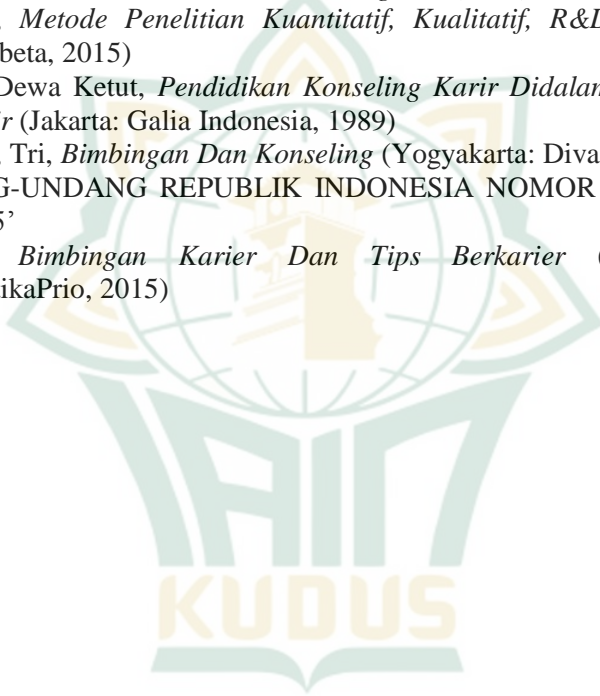 , Metode Penelitian Kuantitatif, Kualitatif, R&D
beta, 2015)
Dewa Ketut, Pendidikan Konseling Karir Didalam
r (Jakarta: Galia Indonesia, 1989)
, Tri, Bimbingan Dan Konseling (Yogyakarta: Diva
G-UNDANG REPUBLIK INDONESIA NOMOR
5’
Bimbingan Karier Dan Tips Berkarier (
ikaPrio, 2015)
IAIN
KUDUS